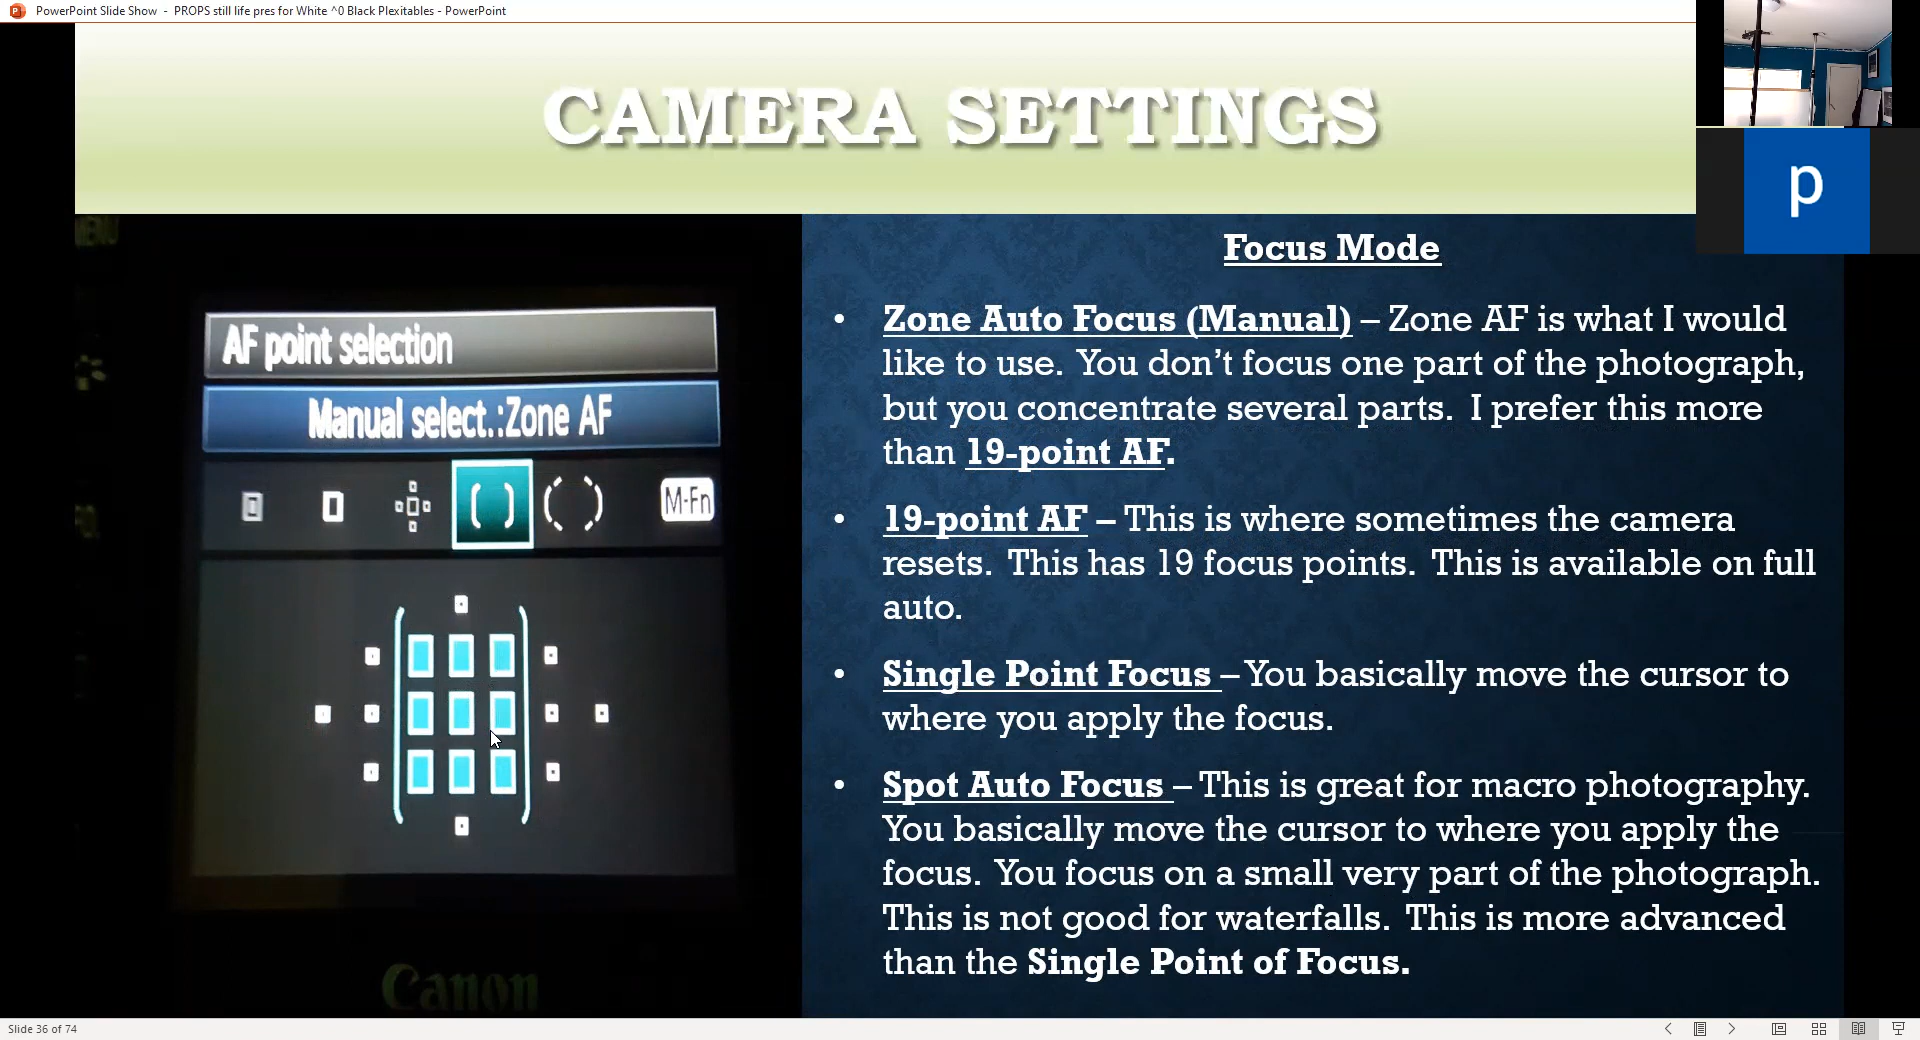 PowerPoint Slide Show - PROPS still life pres for White ^0 Black Plexitables - PowerPoint
CAMERA SETTINGS
p
MENU
AF point selection
Manual select.:Zone AF
M-Fn
Canon
Focus Mode
• Zone Auto Focus (Manual) – Zone AF is what I would
like to use. You don’t focus one part of the photograph,
but you concentrate several parts. I prefer this more
than 19-point AF.
• 19-point AF – This is where sometimes the camera
resets. This has 19 focus points. This is available on full
auto.
• Single Point Focus – You basically move the cursor to
where you apply the focus.
• Spot Auto Focus – This is great for macro photography.
You basically move the cursor to where you apply the
focus. You focus on a small very part of the photograph.
This is not good for waterfalls. This is more advanced
than the Single Point of Focus.
Slide 36 of 74